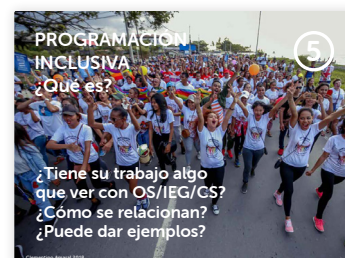 PROGRAMACIÓN
INCLUSIVA
¿Qué es?
5
¿Tiene su trabajo algo
que ver con OS/IEG/CS?
¿Cómo se relacionan?
¿Puede dar ejemplos?